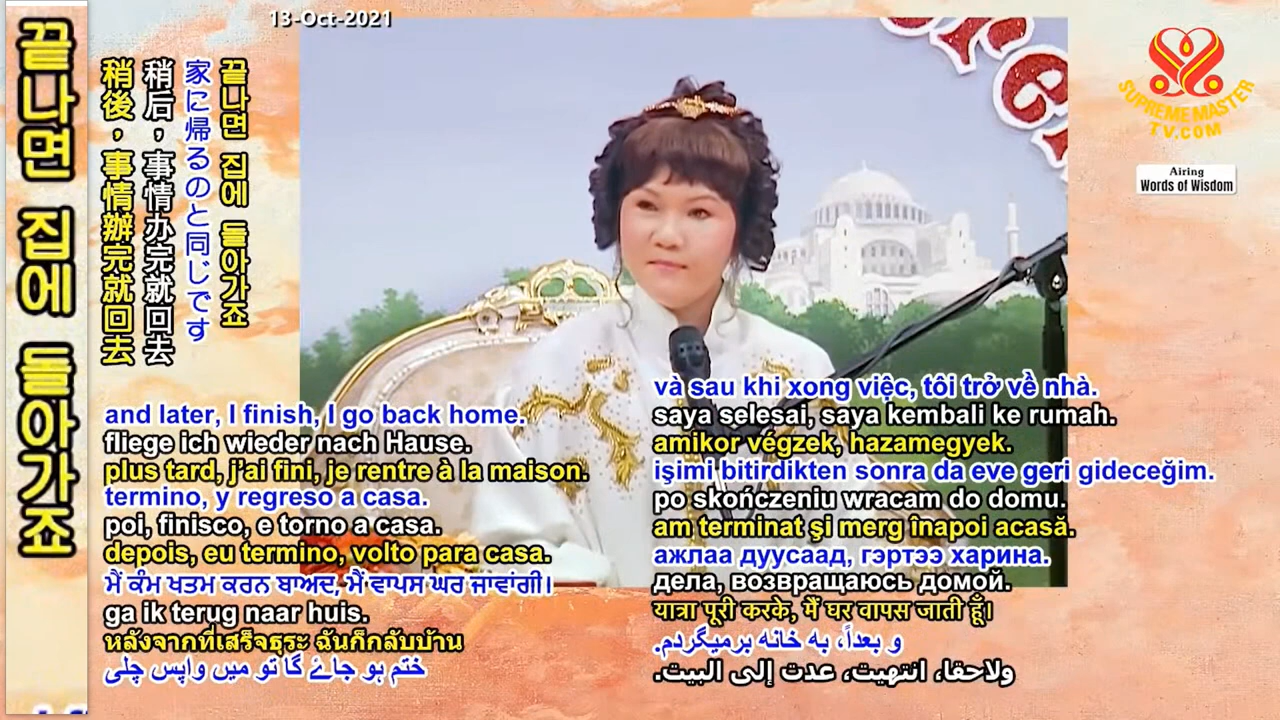 13-Oct-2021
끝나면 집에 돌아가죠
稍後，事情辦完就回去
稍后，事情办完就回去
家に帰るのと同じです
끝나면 집에 돌아가죠
SUPREME MASTER
TV.COM
Airing
Words of Wisdom
and later, I finish, I go back home.
fliege ich wieder nach Hause.
plus tard, j'ai fini, je rentre à la maison.
termino, y regreso a casa.
poi, finisco, e torno a casa.
depois, eu termino, volto para casa.
ਮੈਂ ਕੰਮ ਖਤਮ ਕਰਨ ਬਾਅਦ, ਮੈਂ ਵਾਪਸ ਘਰ ਜਾਵਾਂਗੀ।
ga ik terug naar huis.
หลังจากที่เสร็จธุระ ฉันก็กลับบ้าน
ختم ہو جاۓ گا تو میں واپس چلی
và sau khi xong việc, tôi trở về nhà.
saya selesai, saya kembali ke rumah.
amikor végzek, hazamegyek.
işimi bitirdikten sonra da eve geri gideceğim.
po skończeniu wracam do domu.
am terminat şi merg înapoi acasă.
ажлаа дуусаад, гэртээ харина.
дела, возвращаюсь домой.
यात्रा पूरी करके, मैं घर वापस जाती हूँ।
و بعداً، به خانه برمیگردم.
ولاحقا، انتهيت، عدت إلى البيت.